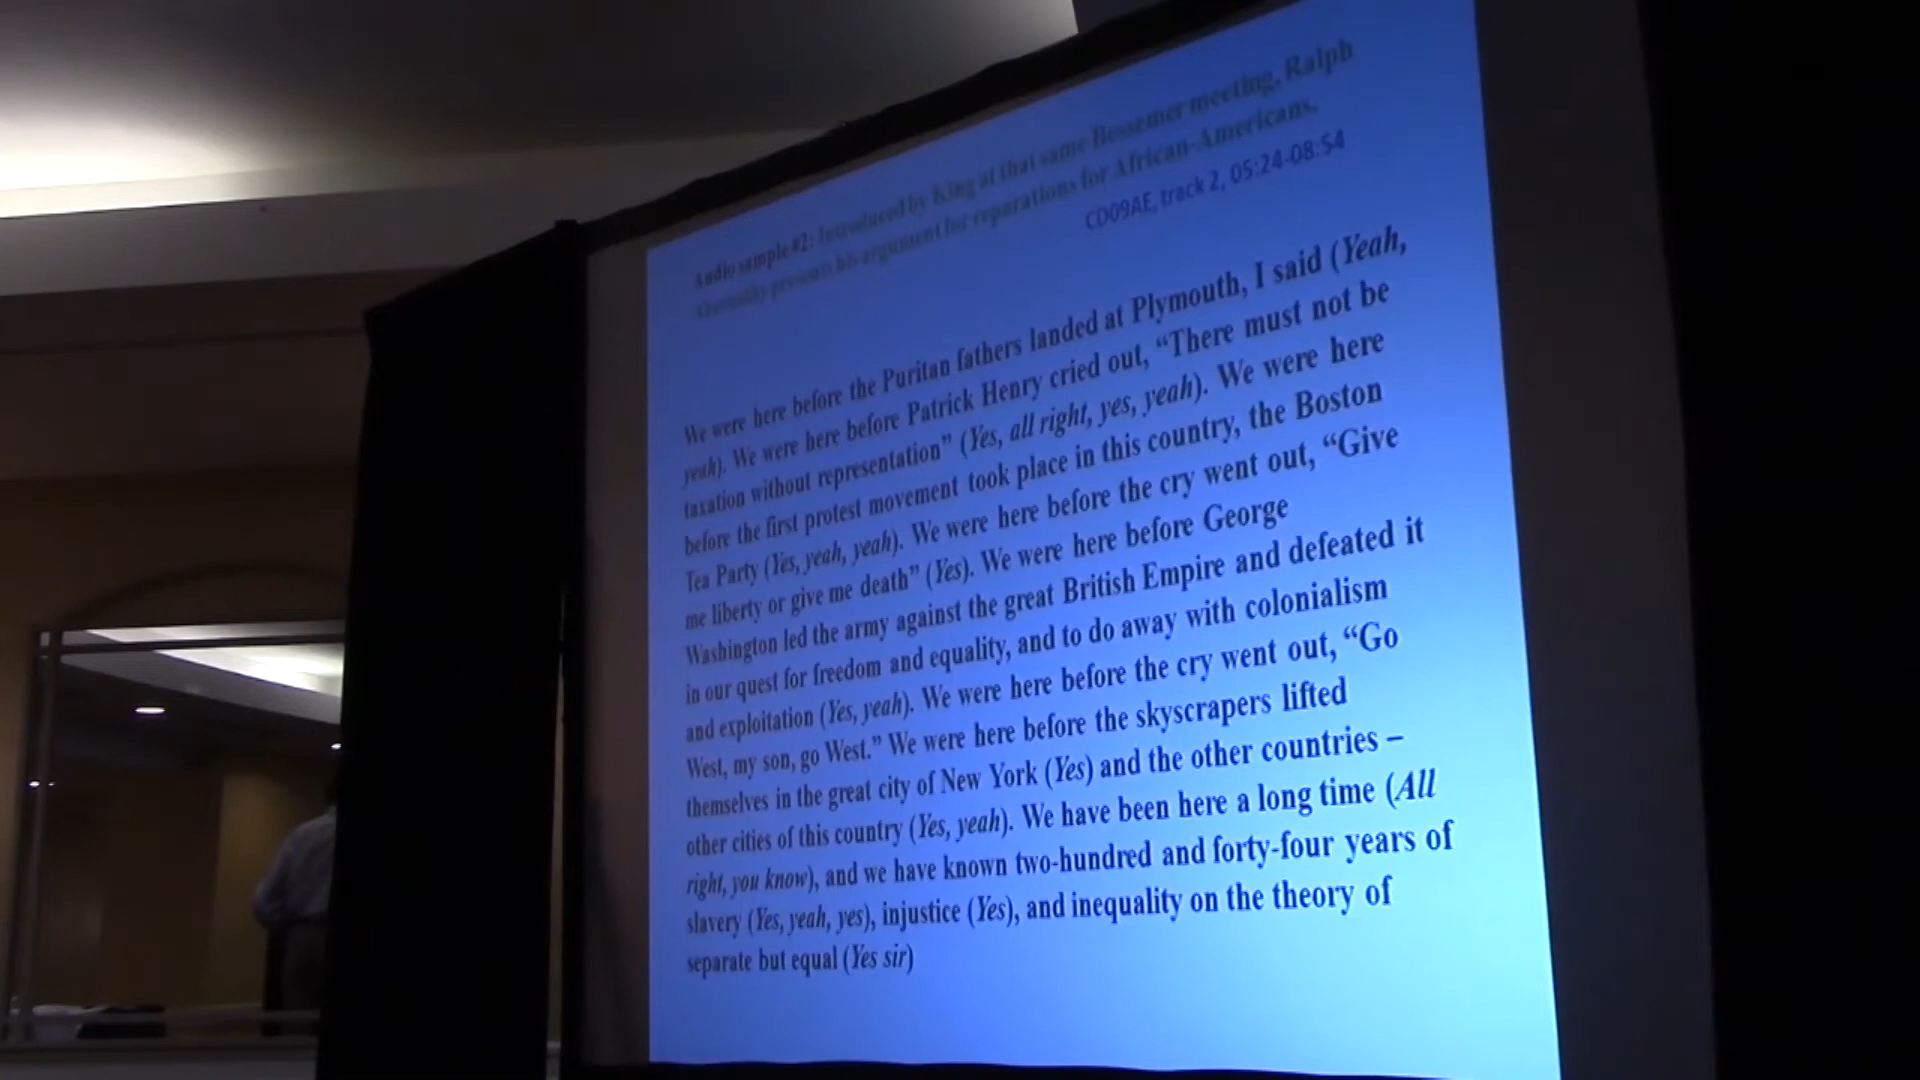 Audio sample #2: Introduced by King at that same Bessemer meeting, Ralph
Abernathy presents his argument for reparations for African-Americans.
CD09AE, track 2, 05:24-08:54
We were here before the Puritan fathers landed at Plymouth, I said (Yeah,
yeah). We were here before Patrick Henry cried out, “There must not be
taxation without representation” (Yes, all right, yes, yeah). We were here
before the first protest movement took place in this country, the Boston
Tea Party (Yes, yeah, yeah). We were here before the cry went out, “Give
me liberty or give me death” (Yes). We were here before George
Washington led the army against the great British Empire and defeated it
in our quest for freedom and equality, and to do away with colonialism
and exploitation (Yes, yeah). We were here before the cry went out, “Go
West, my son, go West.” We were here before the skyscrapers lifted
themselves in the great city of New York (Yes) and the other countries –
other cities of this country (Yes, yeah). We have been here a long time (All
right, you know), and we have known two-hundred and forty-four years of
slavery (Yes, yeah, yes), injustice (Yes), and inequality on the theory of
separate but equal (Yes sir)